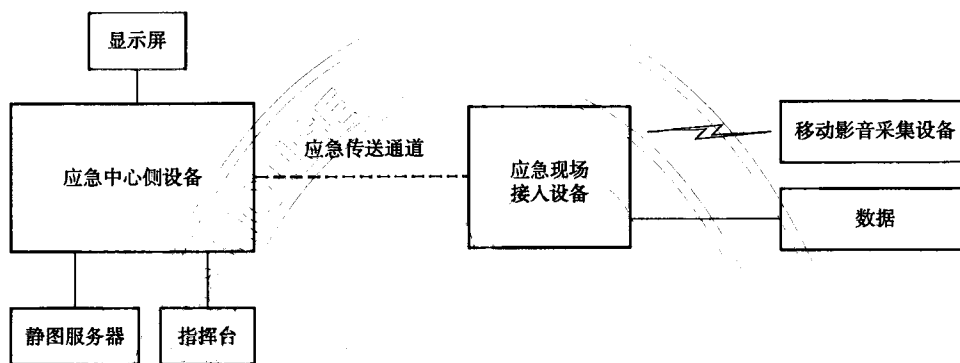 显示屏
应急中心侧设备
应急传送通道
应急现场
接入设备
移动影音采集设备
数据
静图服务器
指挥台